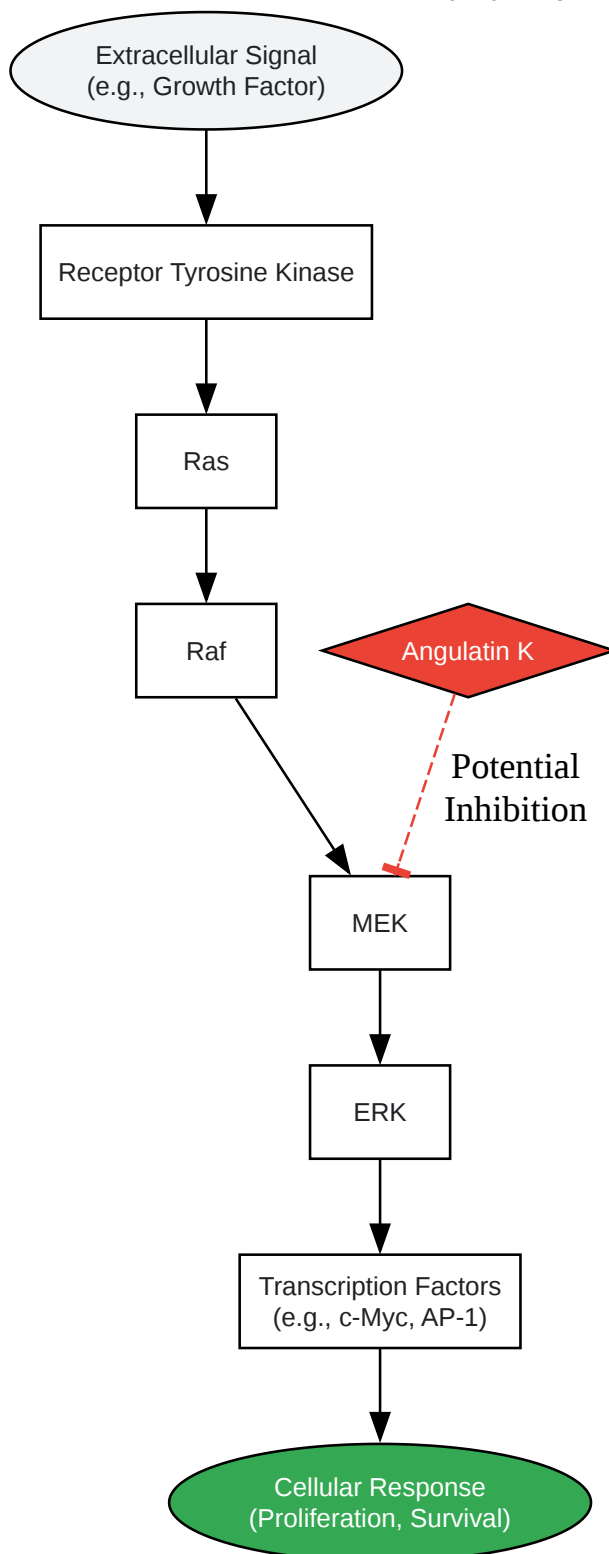 Extracellular Signal
(e.g., Growth Factor)
Receptor Tyrosine Kinase
Ras
Raf
Angulatin K
Potential
Inhibition
MEK
ERK
Transcription Factors
(e.g., c-Myc, AP-1)
Cellular Response
(Proliferation, Survival)